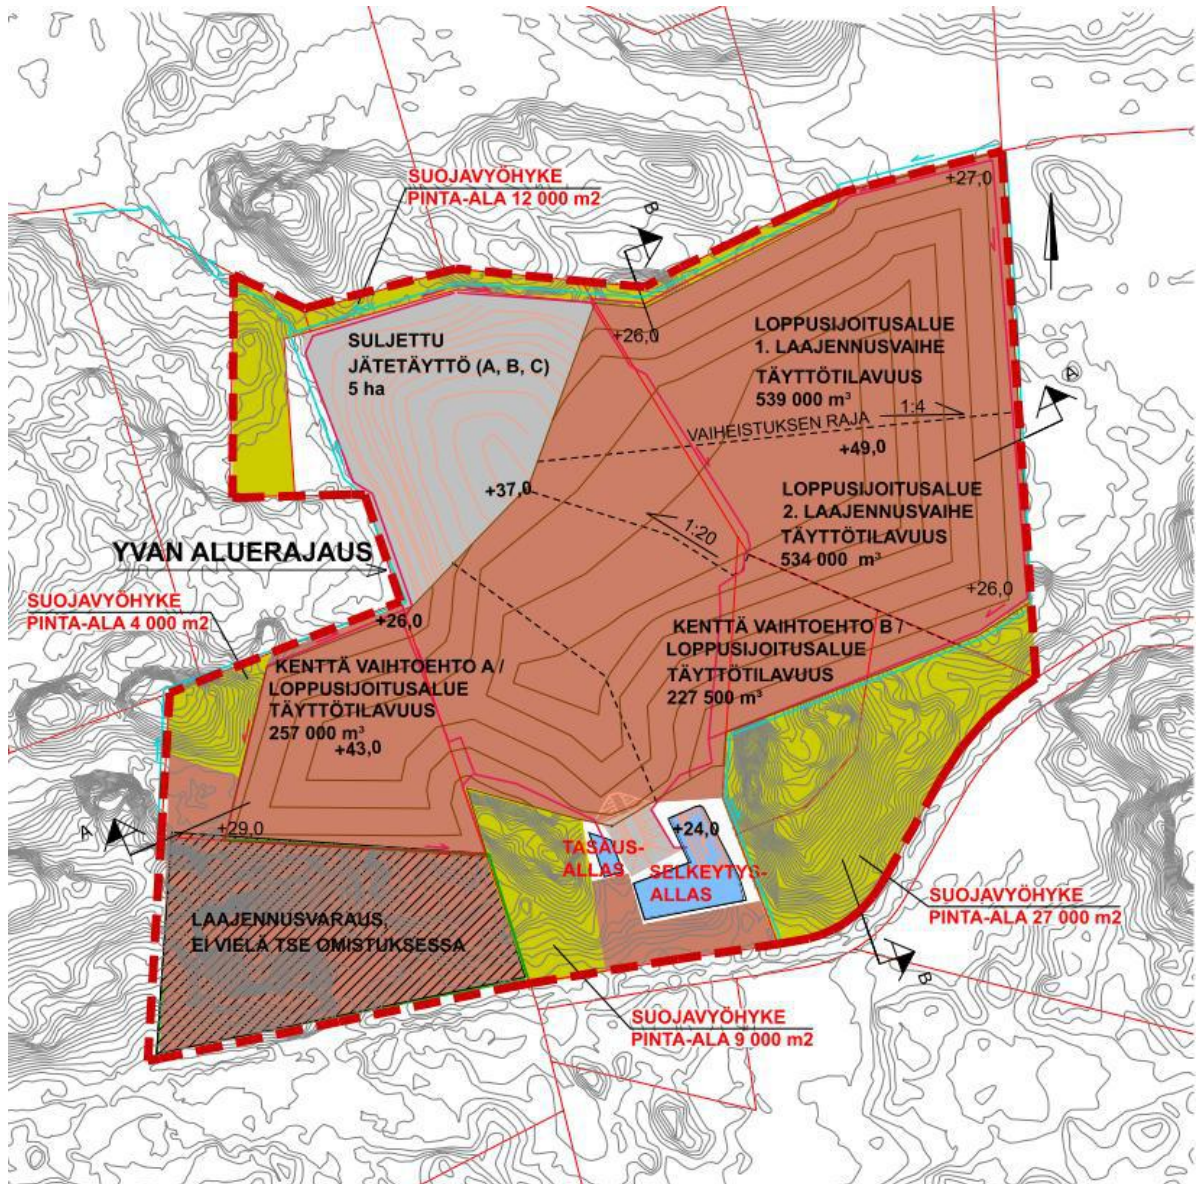 SUOJAVYÖHYKE
PINTA-ALA 12 000 m2
B
+27,0
+26,0
LOPPUSIJOITUSALUE
1. LAAJENNUSVAIHE
TÄYTTÖTILAVUUS
539 000 m³
SULJETTU
JÄTETÄYTTÖ (A, B, C)
5 ha
A
1:4
VAIHEISTUKSEN RAJA
+49,0
+37,0
LOPPUSIJOITUSALUE
2. LAAJENNUSVAIHE
TÄYTTÖTILAVUUS
534 000 m³
1:20
YVAN ALUERAJAUS
SUOJAVYÖHYKE
PINTA-ALA 4 000 m2
+26,0
+26,0
KENTTÄ VAIHTOEHTO B /
LOPPUSIJOITUSALUE
TÄYTTÖTILAVUUS
227 500 m³
KENTTÄ VAIHTOEHTO A /
LOPPUSIJOITUSALUE
TÄYTTÖTILAVUUS
257 000 m³
+43,0
A
+29,0
+24,0
TASAUS-
ALLAS
SELKEYTYS-
ALLAS
SUOJAVYÖHYKE
PINTA-ALA 27 000 m2
LAAJENNUSVARAUS,
EI VIELÄ TSE OMISTUKSESSA
B
SUOJAVYÖHYKE
PINTA-ALA 9 000 m2